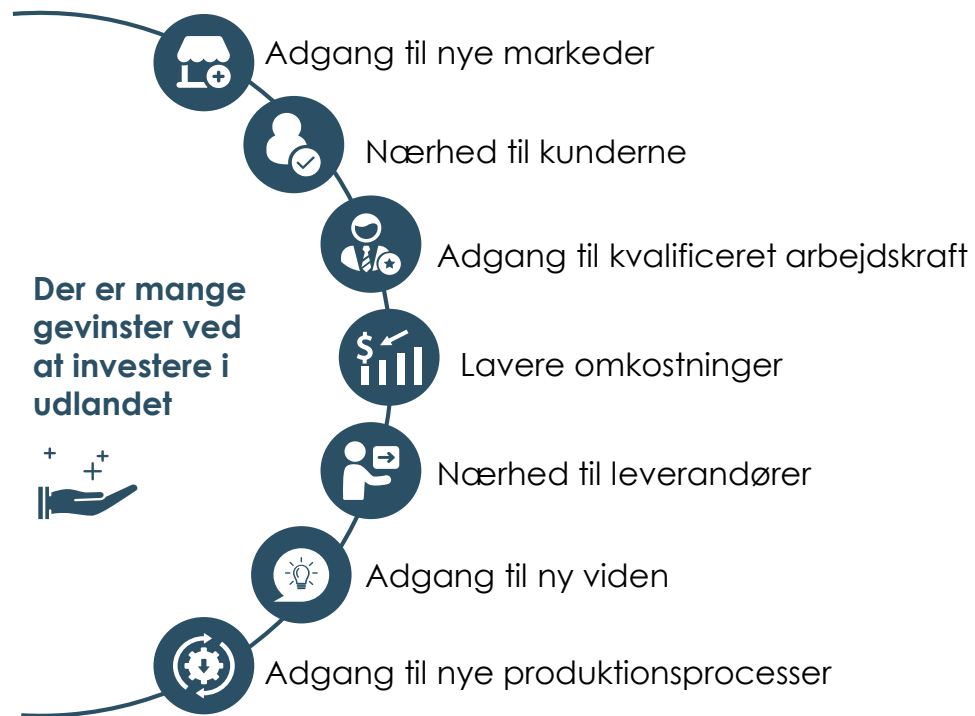 Adgang til nye markeder
Nærhed til kunderne
Adgang til kvalificeret arbejdskraft
Der er mange
gevinster ved
at investere i
udlandet
Lavere omkostninger
Nærhed til leverandører
Adgang til ny viden
Adgang til nye produktionsprocesser